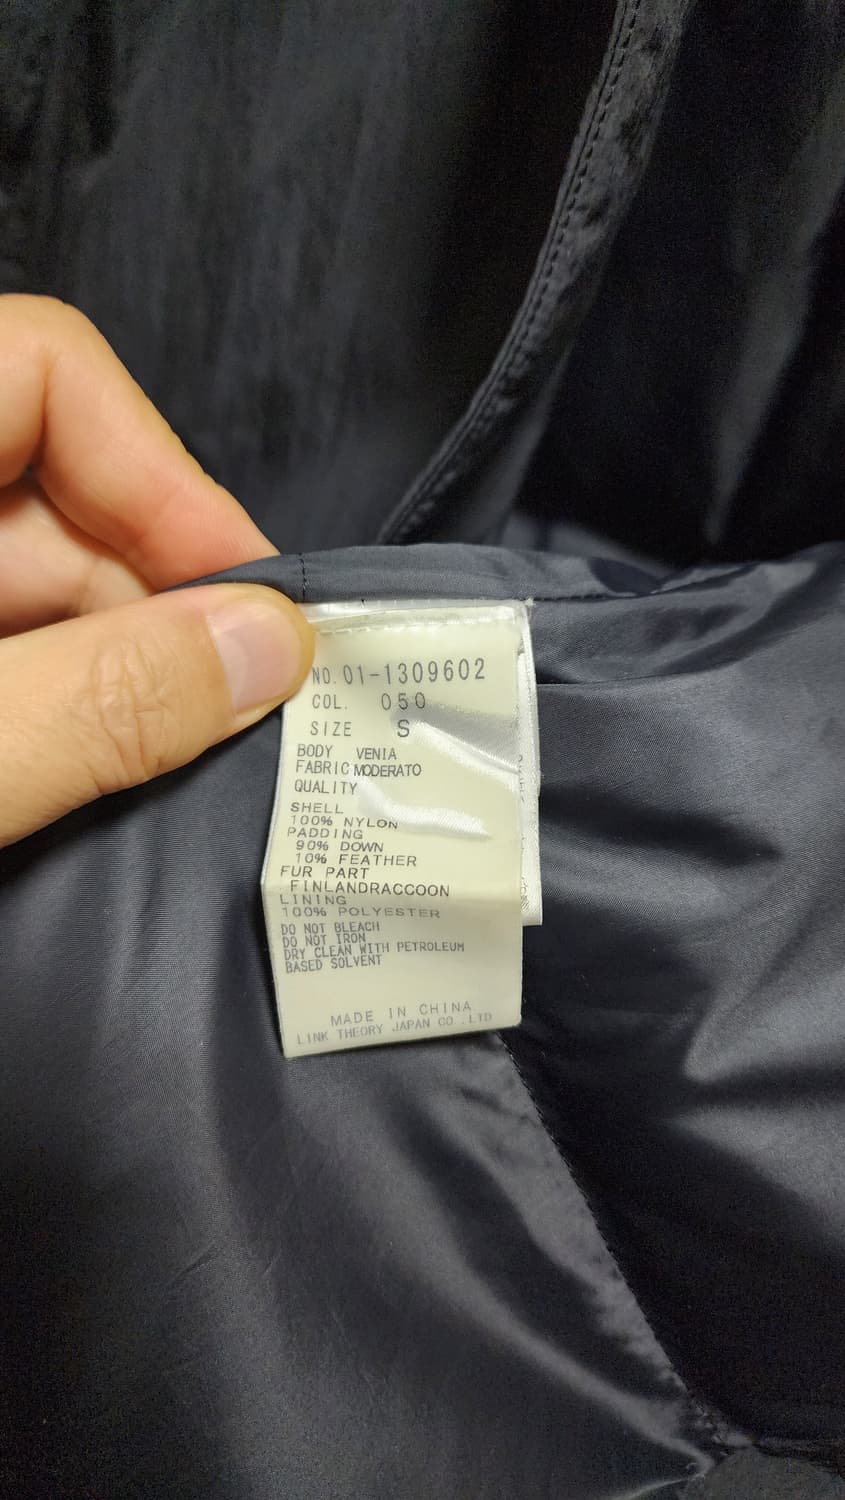 NO. 01-1309602
COL. 050
SIZE S
BODY VENIA
FABRIC MODERATO
QUALITY
SHELL
100% NYLON
PADDING
90% DOWN
10% FEATHER
FUR PART
FINLANDRACCOON
LINING
100% POLYESTER
DO NOT BLEACH
DO NOT IRON
DRY CLEAN WITH PETROLEUM
BASED SOLVENT
MADE IN CHINA
LINK THEORY JAPAN CO.,LTD